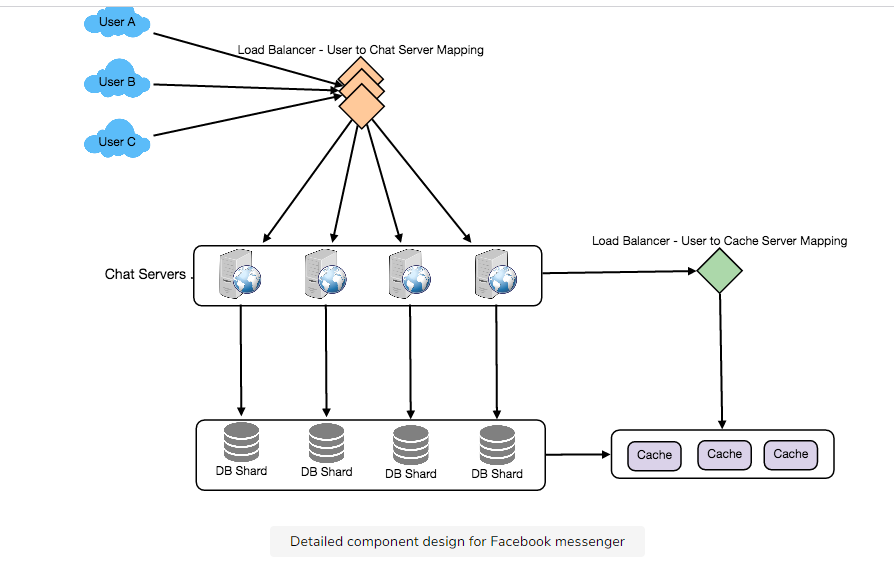 User A
Load Balancer - User to Chat Server Mapping
User B
User C
Load Balancer - User to Cache Server Mapping
Chat Servers
DB Shard
DB Shard
DB Shard
DB Shard
Cache
Cache
Cache
Detailed component design for Facebook messenger